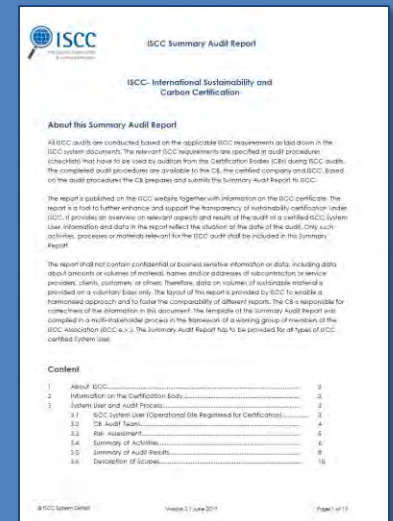 ISCC
ISCC Summary Audit Report
ISCC- International Sustainability and
Carbon Certification
About this Summary Audit Report
All ISCC audits are conducted based on the applicable ISCC requirements as laid down in the
ISCC system documents. The relevant ISCC requirements are specified in audit procedures
(checklists) that have to be used by auditors from the Certification Bodies (CBs) during ISCC audits.
The completed audit procedures are available to the CB, the certified company and ISCC. Based
on the audit procedures the CB prepares and submits this Summary Audit Report to ISCC.
The report is published on the ISCC website together with information on the ISCC certificate. The
report is a tool to further enhance and support the transparency of sustainability certification under
ISCC. It provides an overview on relevant aspects and results of the audit of a certified ISCC System
User. Information and data in the report reflect the situation at the date of the audit. Only such
activities, processes or materials relevant for the ISCC audit shall be included in this Summary
Report.
The report shall not contain confidential or business sensitive information or data, including data
about amounts or volumes of material, names and/or addresses of subcontractors or service
providers, clients, customers, or others. Therefore, data on volumes of sustainable material is
provided on a voluntary base only. The layout of this report is provided by ISCC to enable a
harmonised approach and to foster the comparability of different reports. The CB is responsible for
correctness of the information in this document. The template of the Summary Audit Report was
compiled in a multi-stakeholder process in the framework of a working group of members of the
ISCC Association (ISCC e.V.). The Summary Audit Report has to be provided for all types of ISCC
certified System User.
Content
1 About ISCC 2
2 Information on the Certification Body 2
3 System User and Audit Process 3
3.1 ISCC System User (Operational Site Registered for Certification) 3
3.2 CB Audit Team 4
3.3 Risk Assessment 5
3.4 Summary of Activities 6
3.5 Summary of Audit Results 8
3.6 Description of Scopes 10
© ISCC System GmbH Version 2.1 June 2019 Page 1 of 19